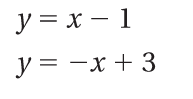 y = x − 1
y = −x + 3